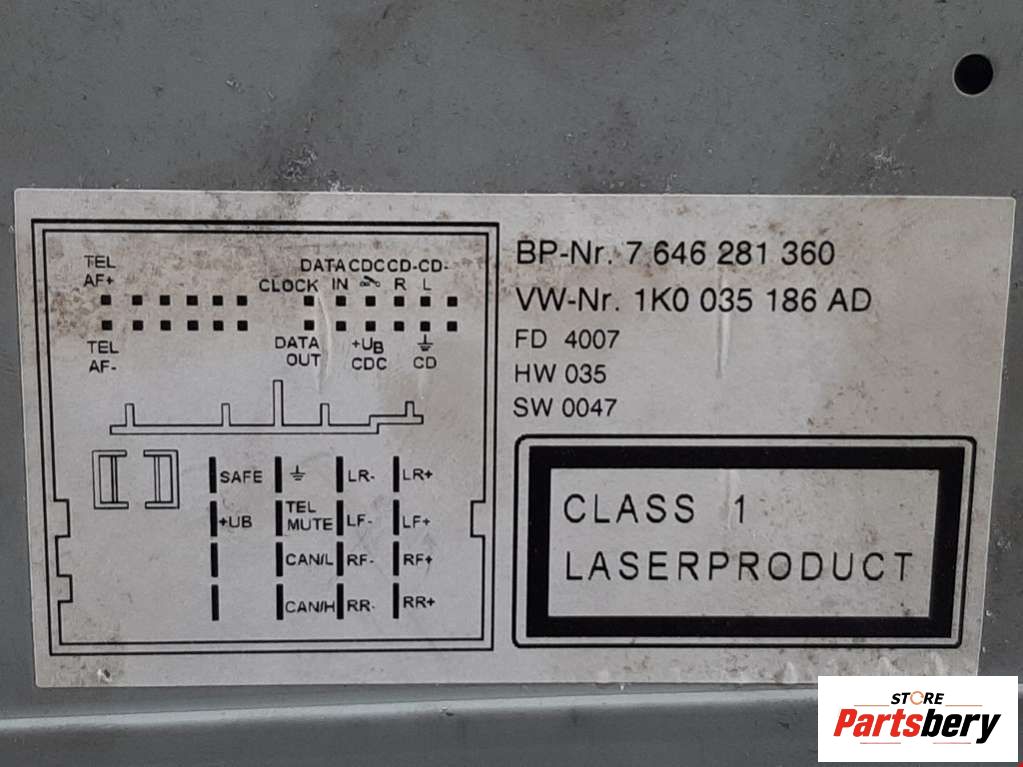 TEL
AF+
DATA CDC CD- CD-
CLOCK IN R L
TEL
AF-
DATA
OUT
+UB
CDC
CD
BP-Nr. 7 646 281 360
VW-Nr. 1K0 035 186 AD
FD 4007
HW 035
SW 0047
SAFE LR- LR+
+UB TEL MUTE LF- LF+
CAN/L RF- RF+
CAN/H RR- RR+
CLASS 1
LASERPRODUCT
STORE
Partsbery